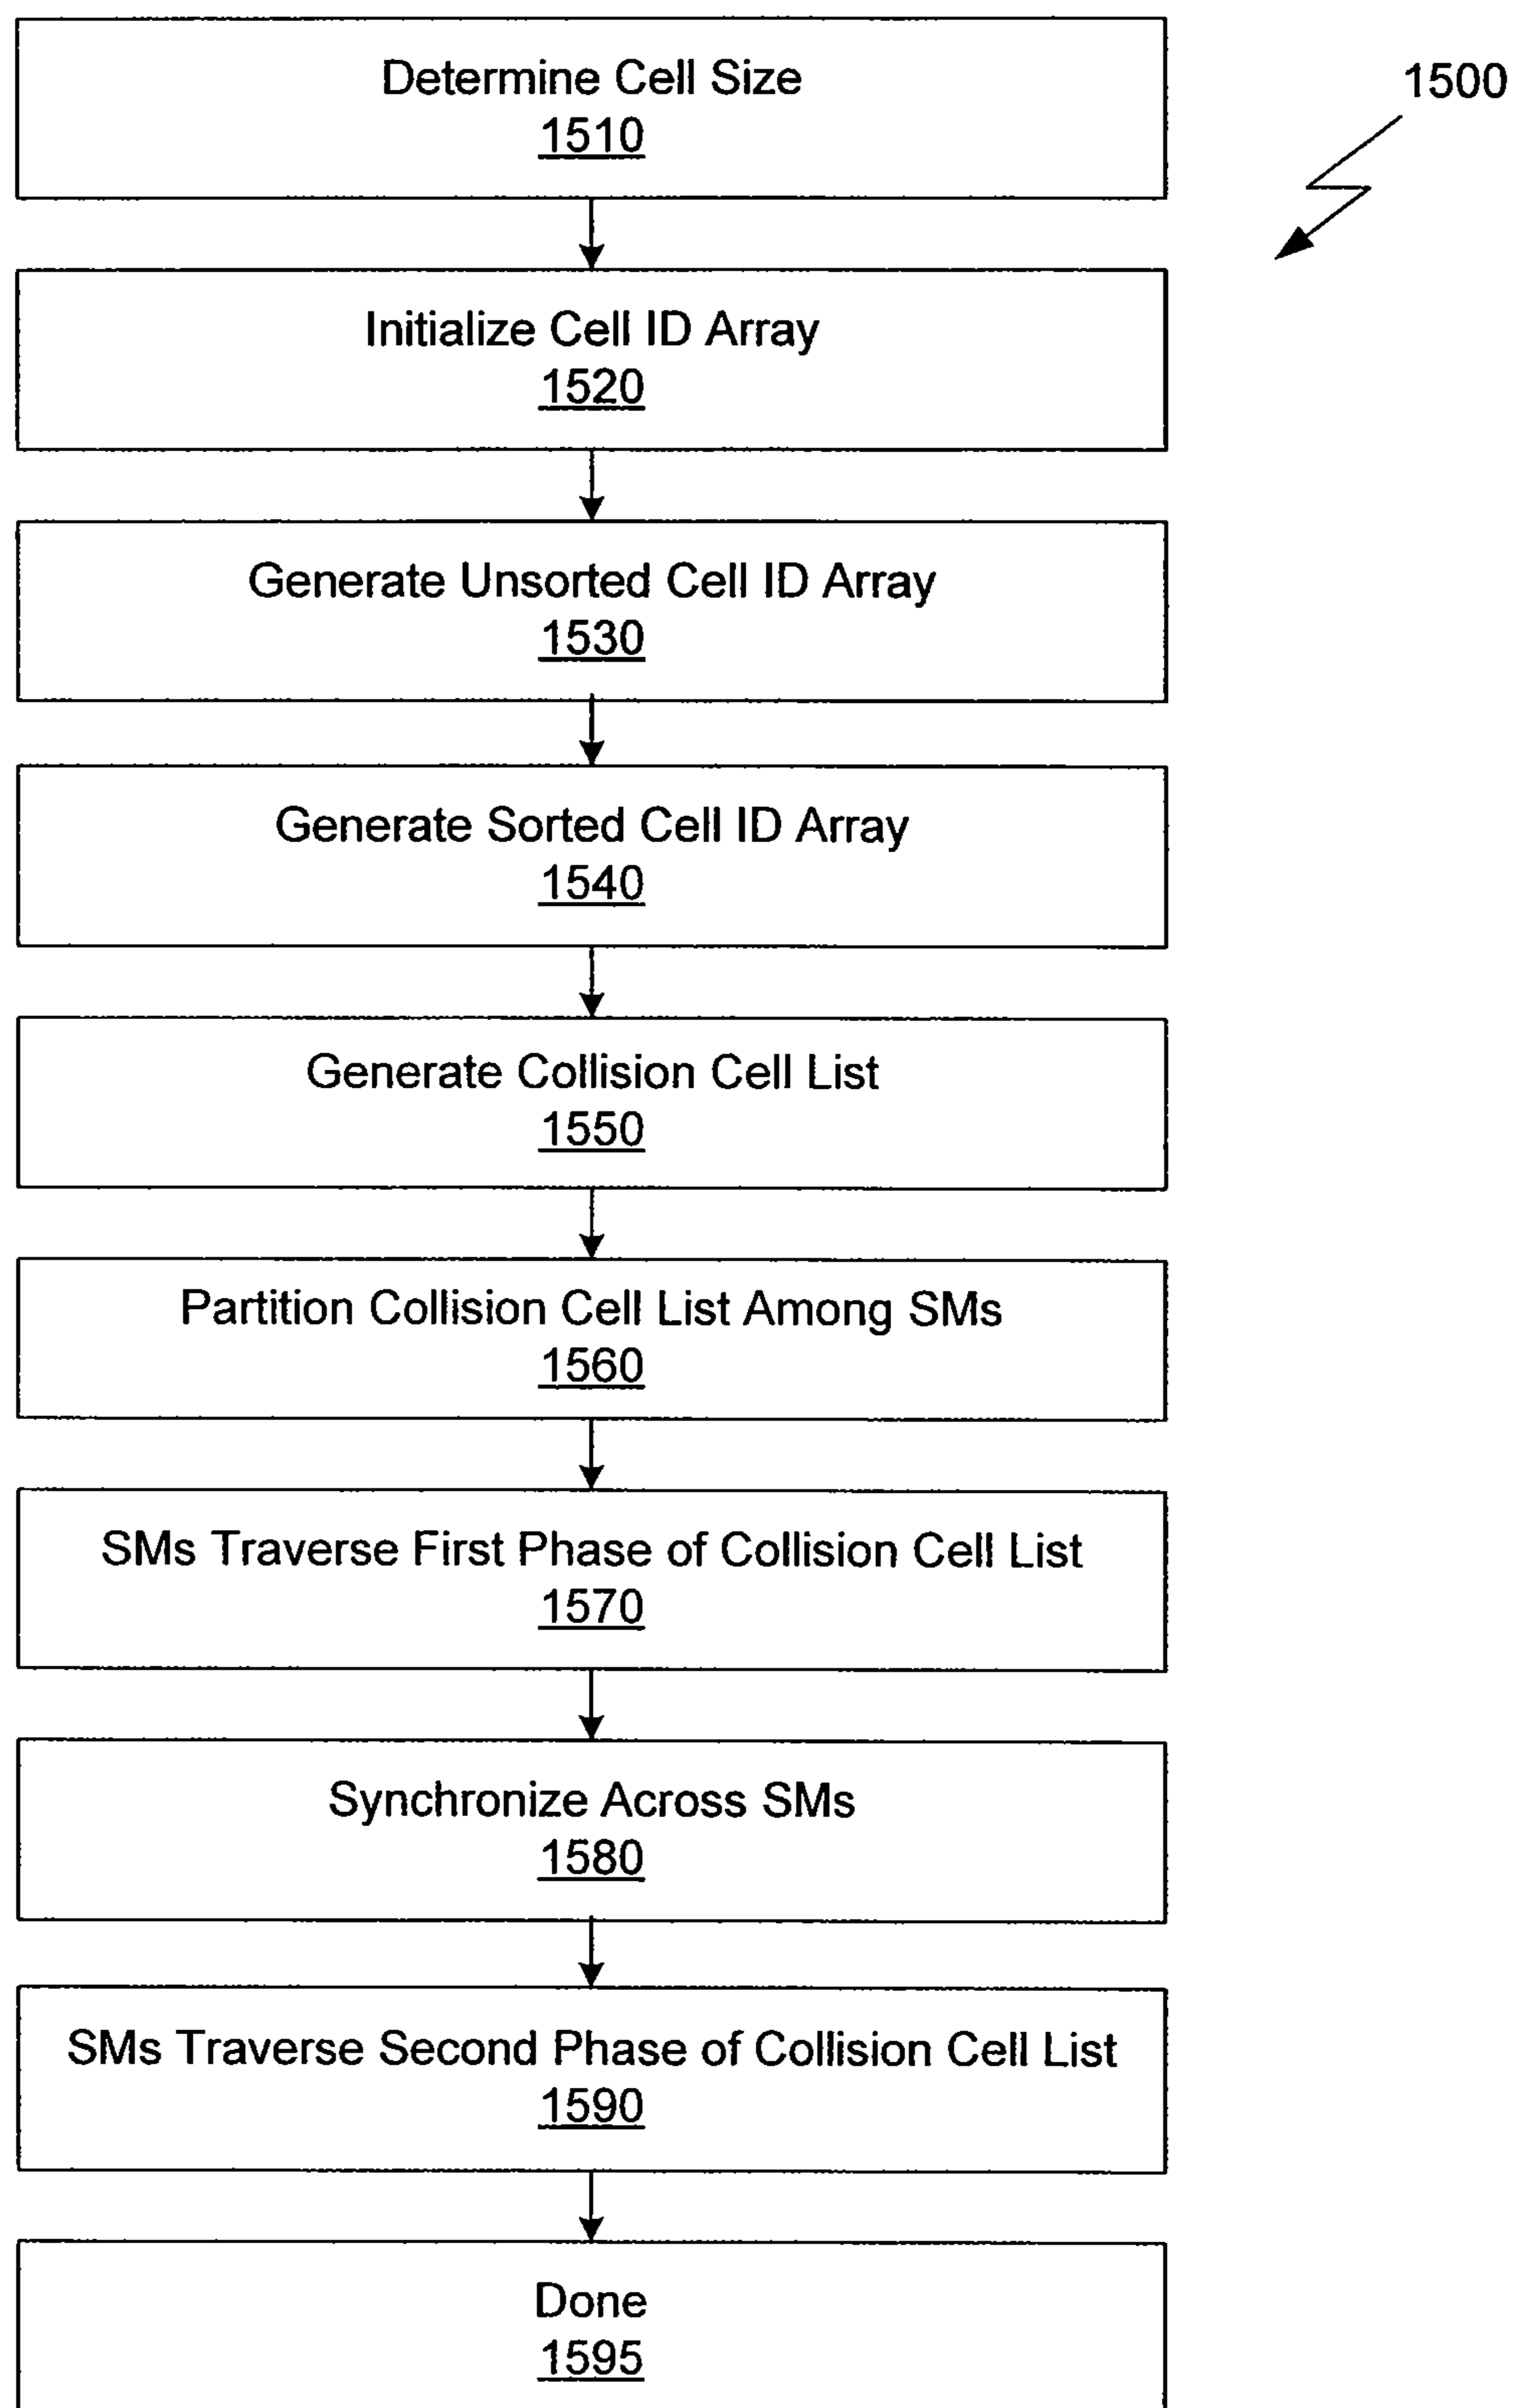 Determine Cell Size
1510
1500
Initialize Cell ID Array
1520
Generate Unsorted Cell ID Array
1530
Generate Sorted Cell ID Array
1540
Generate Collision Cell List
1550
Partition Collision Cell List Among SMs
1560
SMs Traverse First Phase of Collision Cell List
1570
Synchronize Across SMs
1580
SMs Traverse Second Phase of Collision Cell List
1590
Done
1595